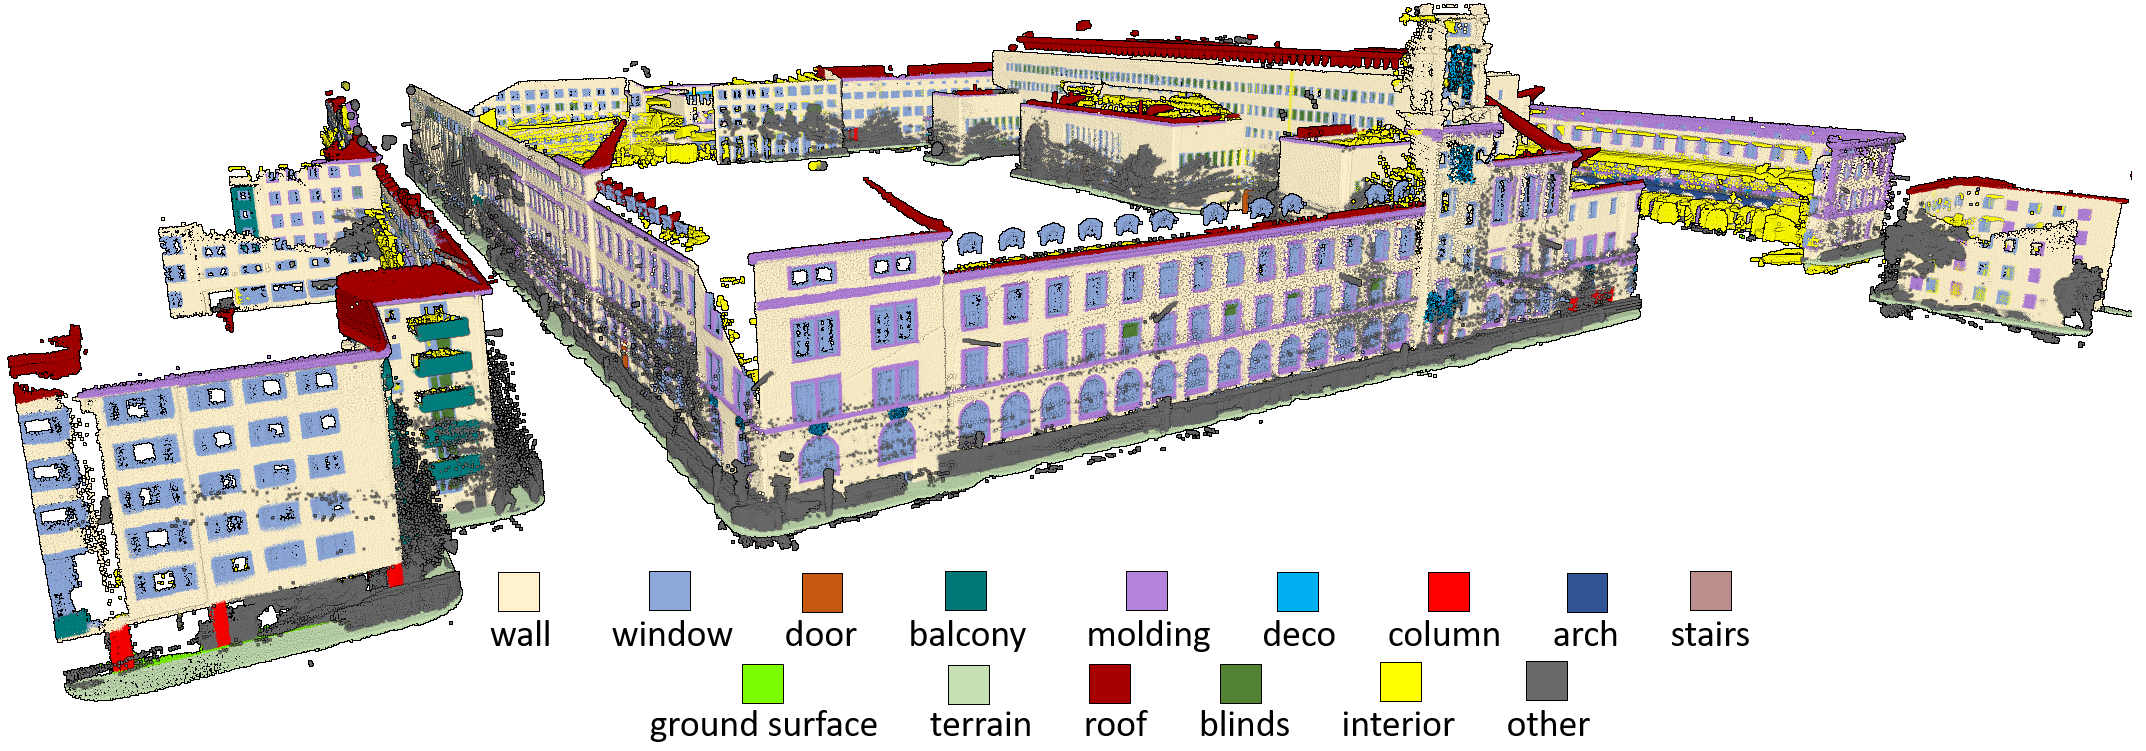 wall window door balcony molding deco column arch stairs
ground surface terrain roof blinds interior other